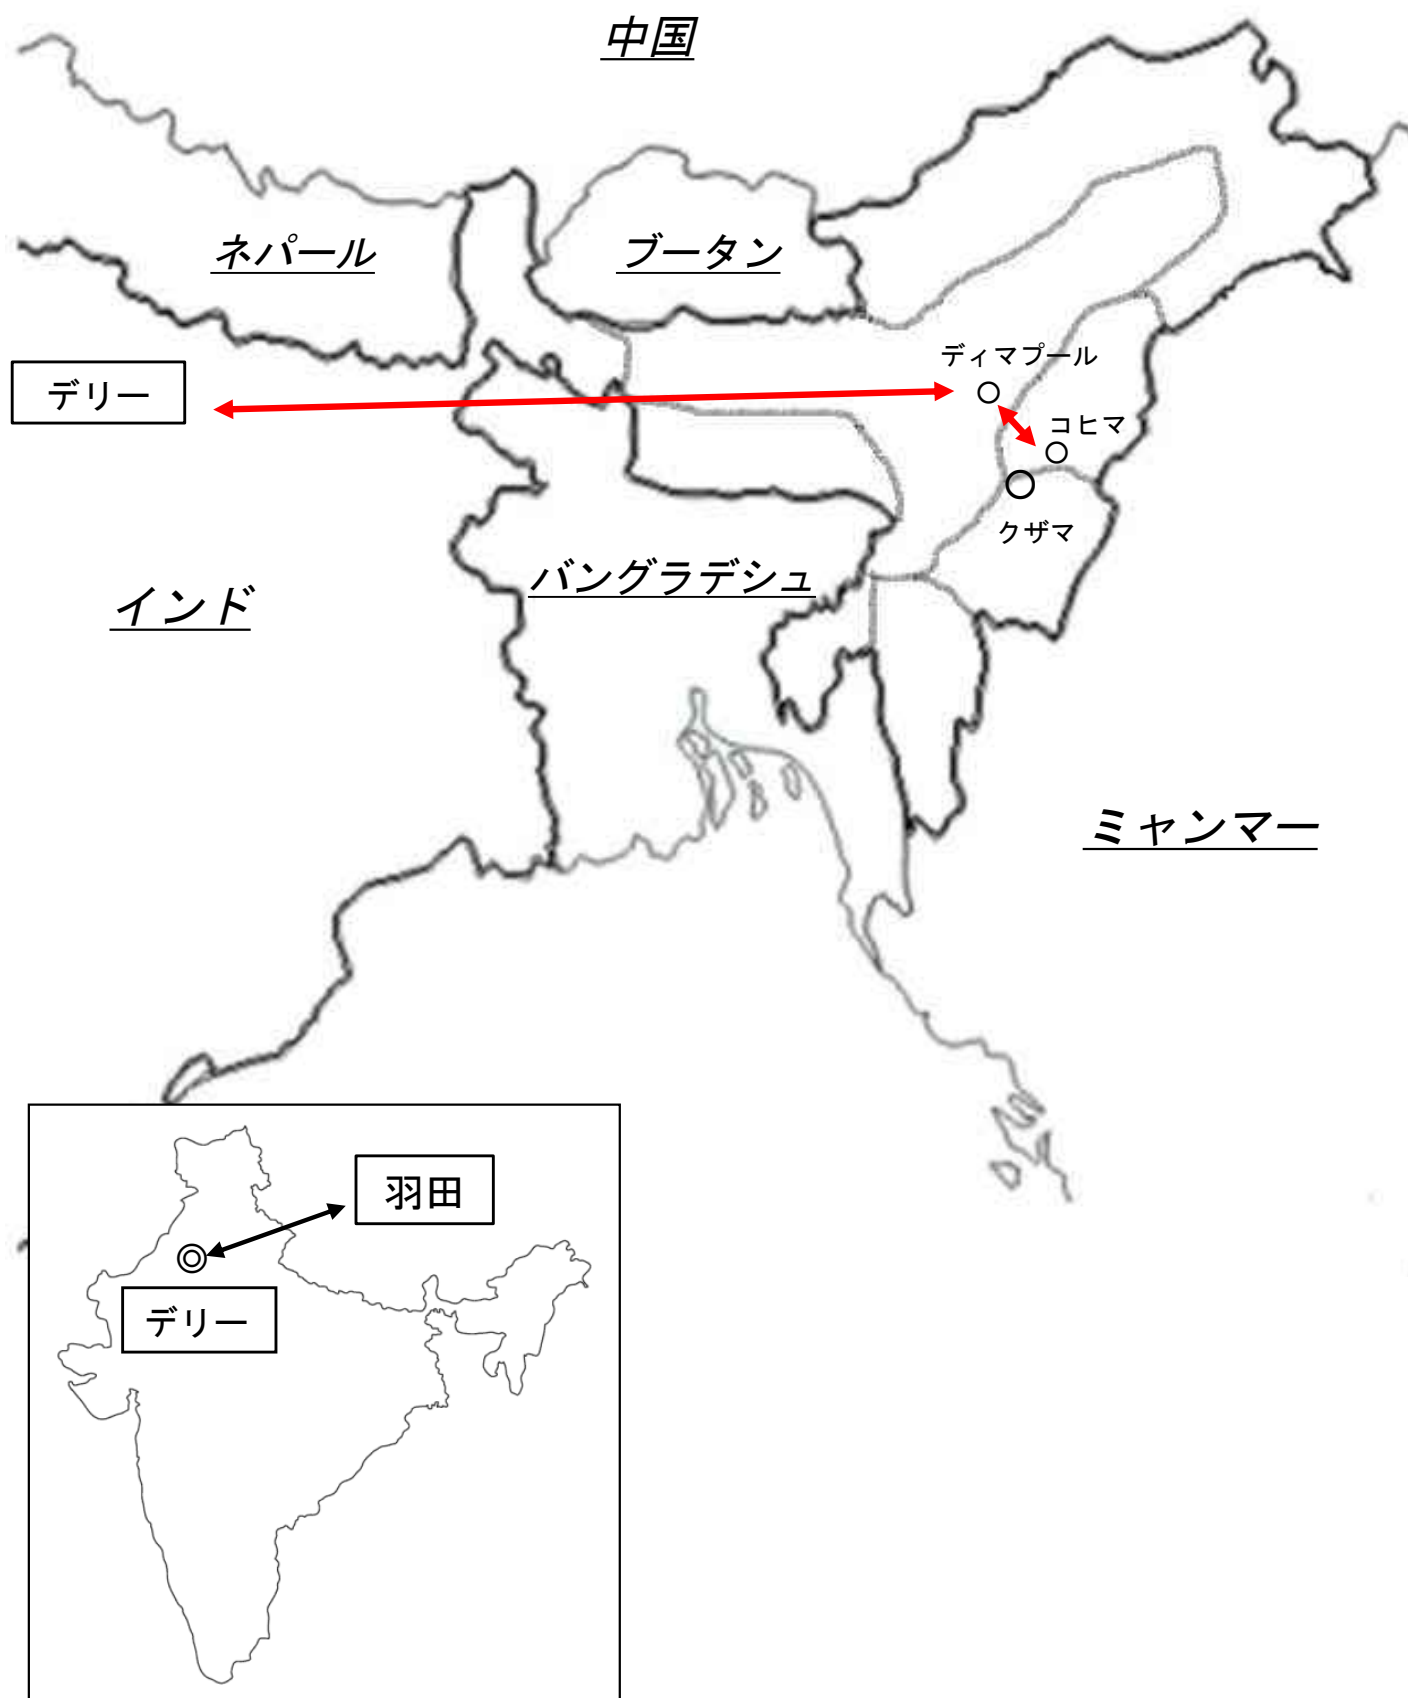 中国
ネパール
ブータン
ディマプール
デリー
コヒマ
クザマ
バングラデシュ
インド
ミャンマー
羽田
デリー